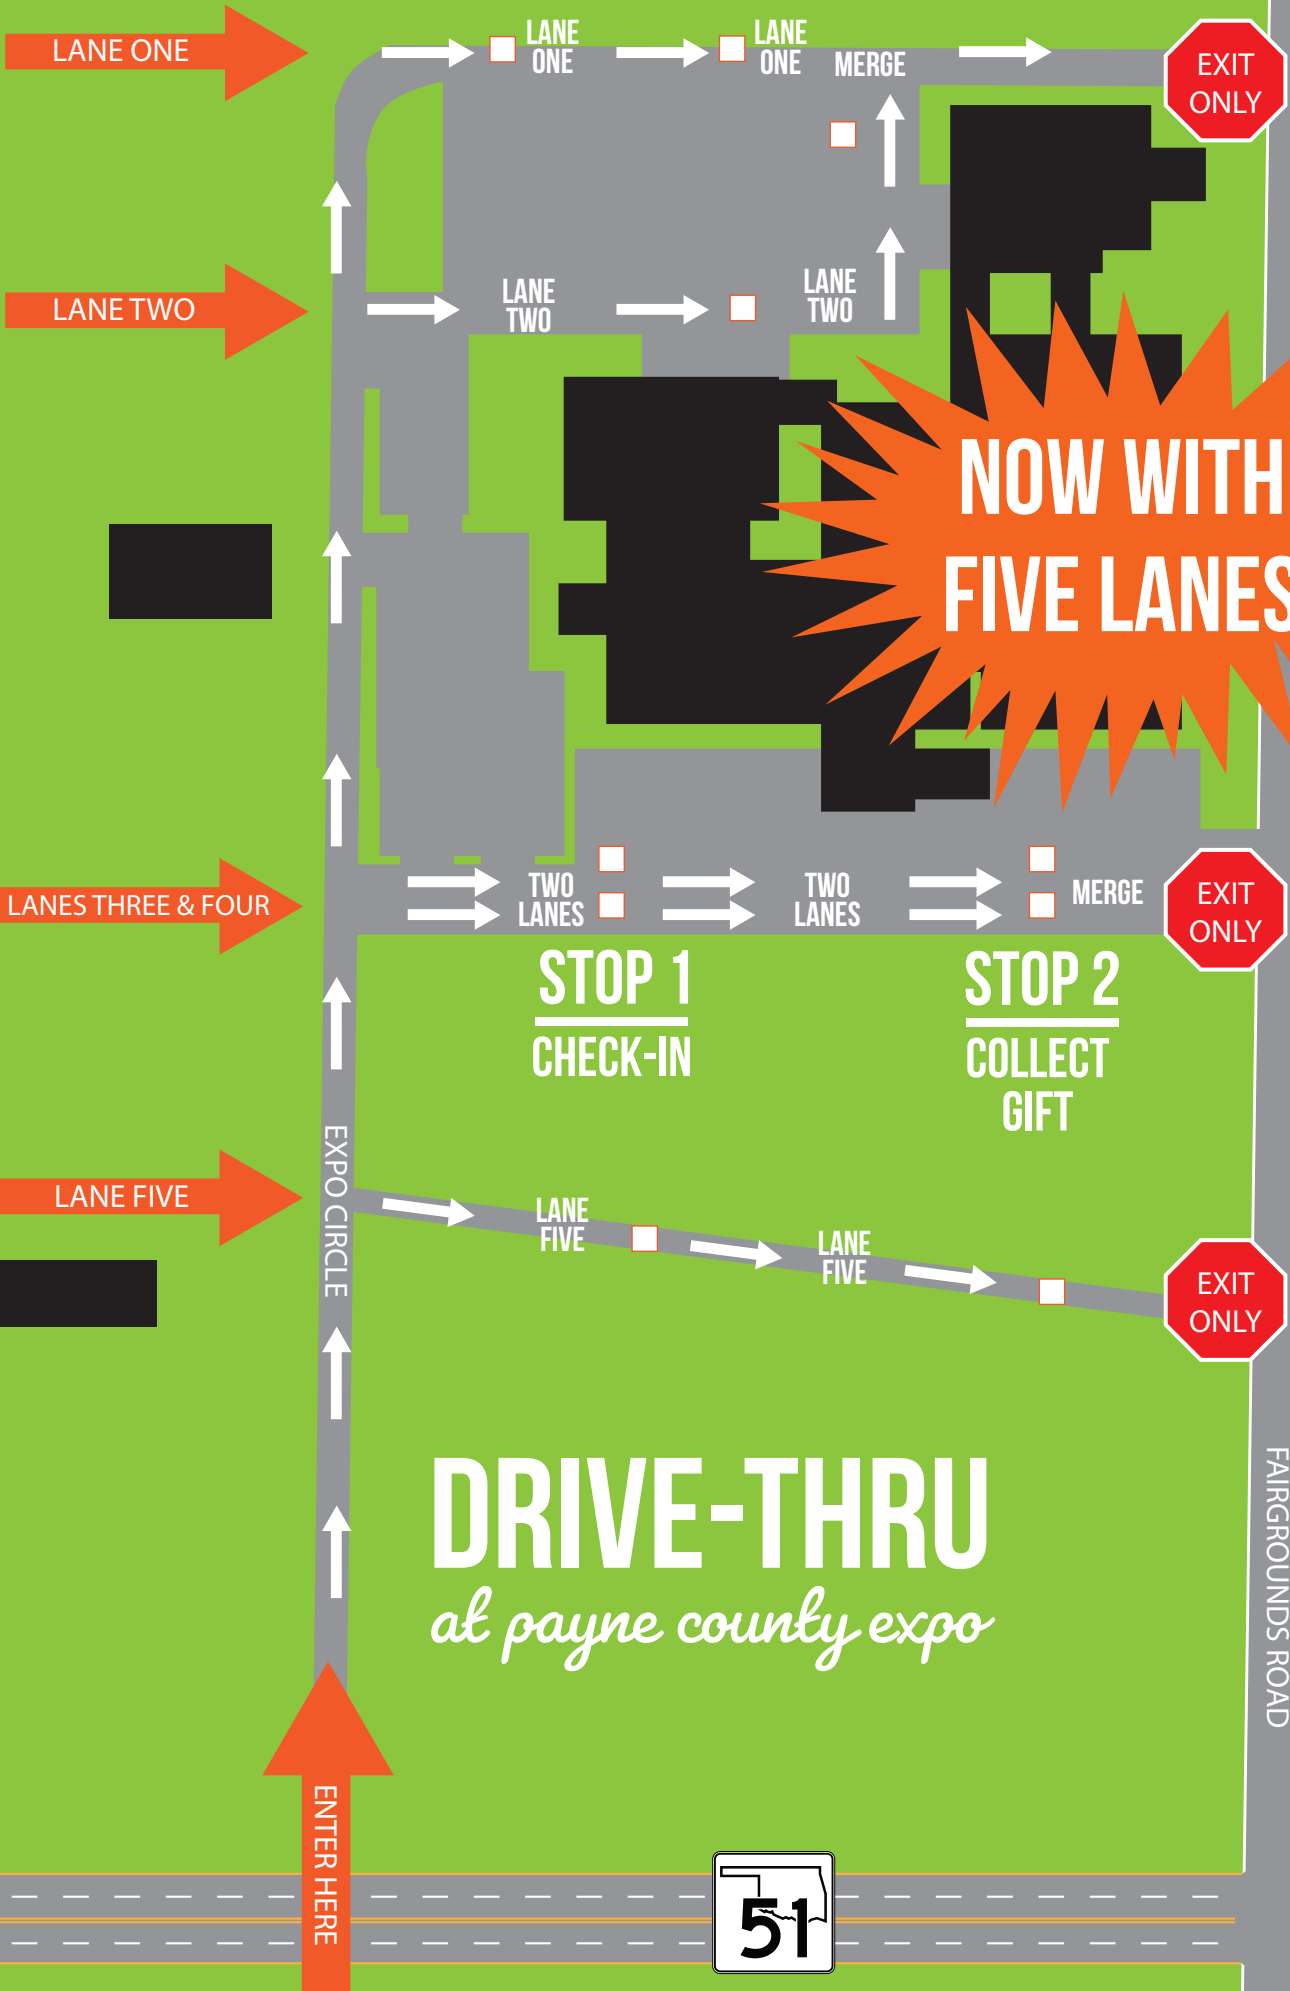 LANE ONE
LANE
ONE
LANE
ONE
MERGE
EXIT
ONLY
LANE TWO
LANE
TWO
LANE
TWO
NOW WITH
FIVE LANES
LANES THREE & FOUR
TWO
LANES
TWO
LANES
MERGE
EXIT
ONLY
STOP 1
CHECK-IN
STOP 2
COLLECT
GIFT
EXPO CIRCLE
LANE FIVE
LANE
FIVE
LANE
FIVE
EXIT
ONLY
DRIVE-THRU
at payne county expo
FAIRGROUNDS ROAD
ENTER HERE
51